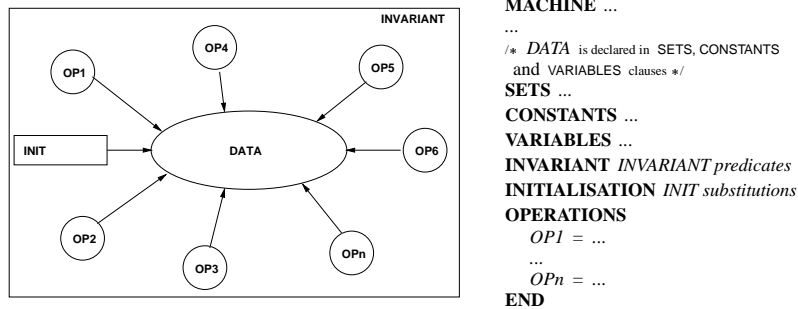 INVARIANT
OP4
OP1
OP5
INIT
DATA
OP6
OP2
OP3
OPn
MACHINE ...
...
/* DATA is declared in SETS, CONSTANTS
and VARIABLES clauses */
SETS ...
CONSTANTS ...
VARIABLES ...
INVARIANT INVARIANT predicates
INITIALISATION INIT substitutions
OPERATIONS
OP1 = ...
...
OPn = ...
END